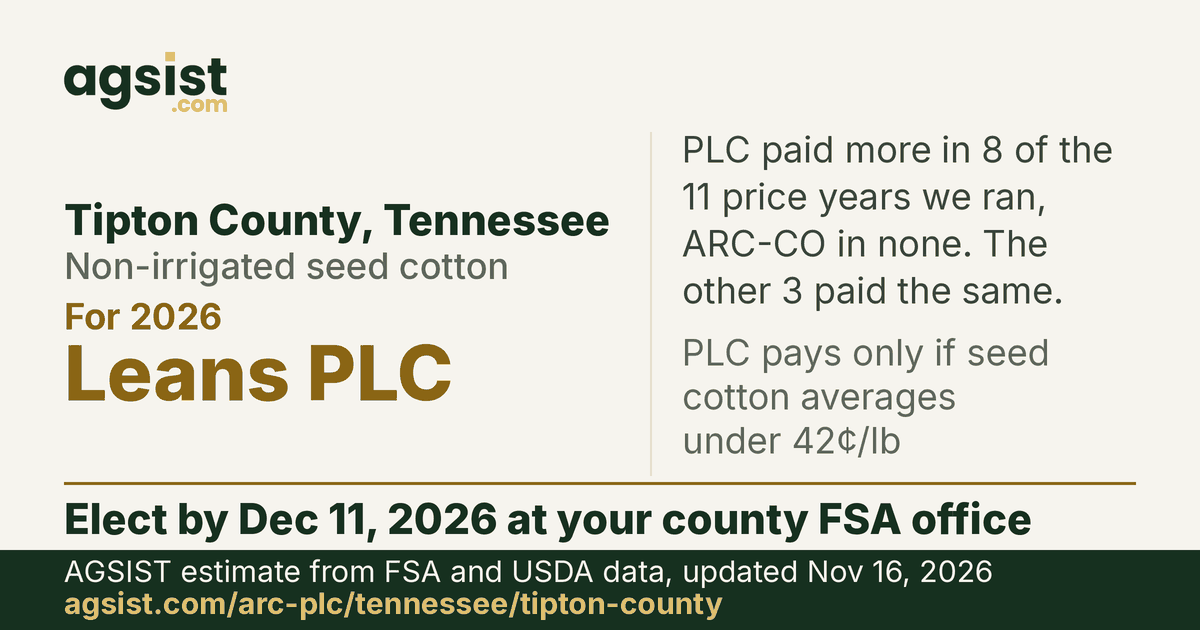 agsist
.com
Tipton County, Tennessee
Non-irrigated seed cotton
For 2026
Leans PLC
PLC paid more in 8 of the
11 price years we ran,
ARC-CO in none. The
other 3 paid the same.
PLC pays only if seed
cotton averages
under 42¢/lb
Elect by Dec 11, 2026 at your county FSA office
AGSIST estimate from FSA and USDA data, updated Nov 16, 2026
agsist.com/arc-plc/tennessee/tipton-county